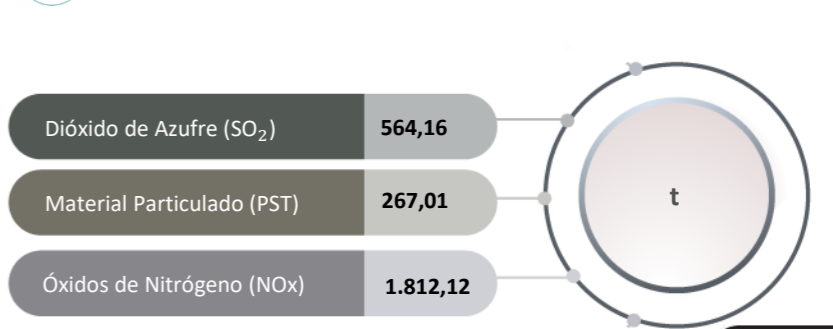 Dióxido de Azufre (SO₂) 564,16
Material Particulado (PST) 267,01
Óxidos de Nitrógeno (NOx) 1.812,12
t